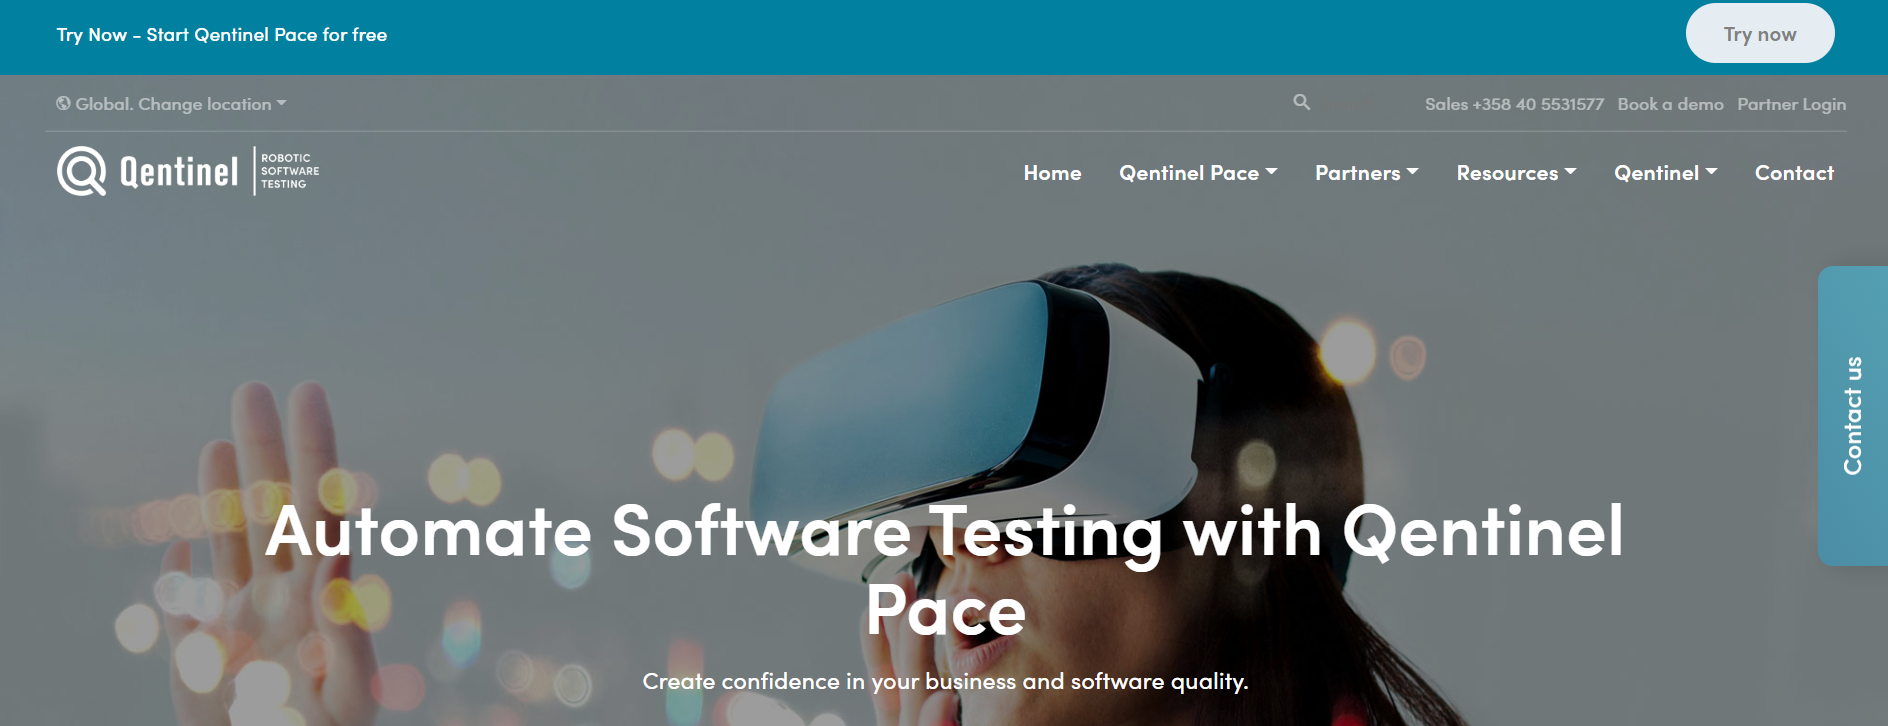 Try Now - Start Qentinel Pace for free
Try now
Global. Change location
Sales +358 40 5531577 Book a demo Partner Login
Qentinel
ROBOTIC
SOFTWARE
TESTING
Home Qentinel Pace Partners Resources Qentinel Contact
Contact us
Automate Software Testing with Qentinel
Pace
Create confidence in your business and software quality.